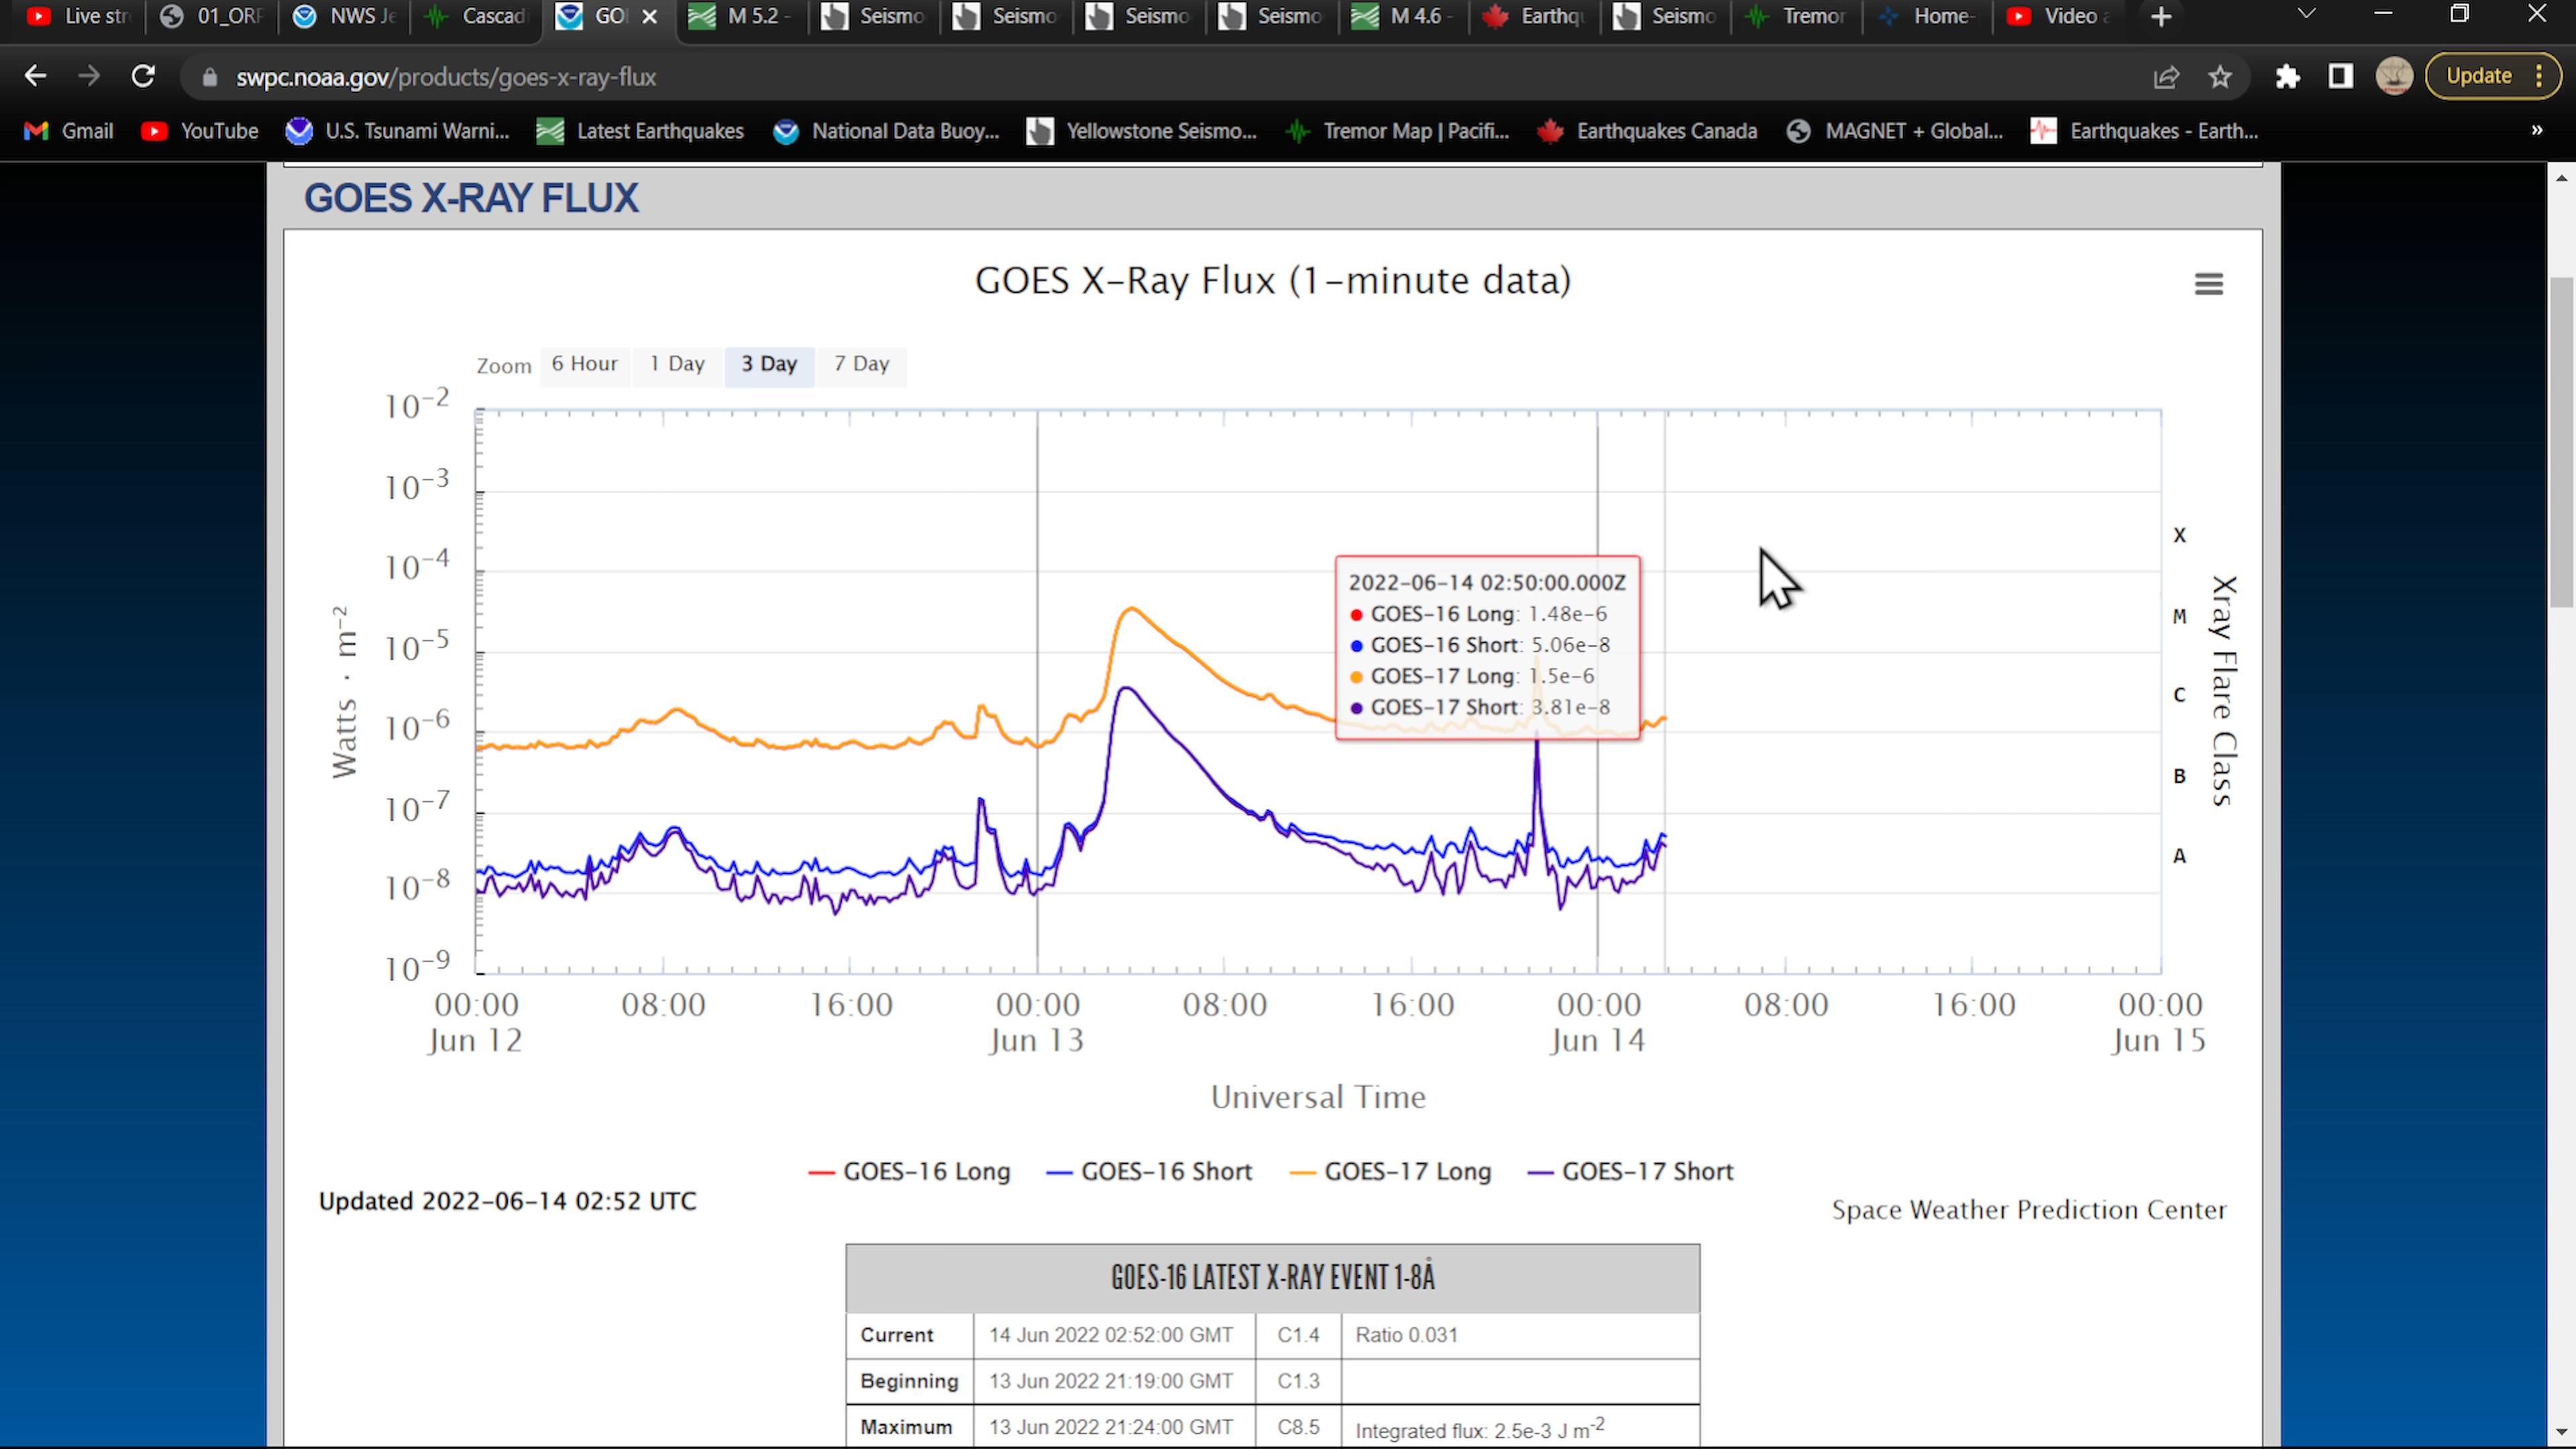 Live str 01_ORF NWS Je Cascad GO M 5.2 - Seismo Seismo Seismo Seismo M 4.6 - Earthqu Seismo Tremor Home- Video a
swpc.noaa.gov/products/goes-x-ray-flux Update
Gmail YouTube U.S. Tsunami Warni... Latest Earthquakes National Data Buoy... Yellowstone Seismo... Tremor Map | Pacifi... Earthquakes Canada MAGNET + Global... Earthquakes - Earth... »
GOES X-RAY FLUX
GOES X-Ray Flux (1-minute data)
Zoom 6 Hour 1 Day 3 Day 7 Day
10⁻²
10⁻³
10⁻⁴
10⁻⁵
10⁻⁶
10⁻⁷
10⁻⁸
10⁻⁹
Watts · m⁻²
2022-06-14 02:50:00.000Z
GOES-16 Long: 1.48e-6
GOES-16 Short: 5.06e-8
GOES-17 Long: 1.5e-6
GOES-17 Short: 3.81e-8
X
M
C
B
A
Xray Flare Class
00:00 08:00 16:00 00:00 08:00 16:00 00:00 08:00 16:00 00:00
Jun 12 Jun 13 Jun 14 Jun 15
Universal Time
GOES-16 Long GOES-16 Short GOES-17 Long GOES-17 Short
Updated 2022-06-14 02:52 UTC
Space Weather Prediction Center
GOES-16 LATEST X-RAY EVENT 1-8Å
Current 14 Jun 2022 02:52:00 GMT C1.4 Ratio 0.031
Beginning 13 Jun 2022 21:19:00 GMT C1.3
Maximum 13 Jun 2022 21:24:00 GMT C8.5 Integrated flux: 2.5e-3 J m⁻²